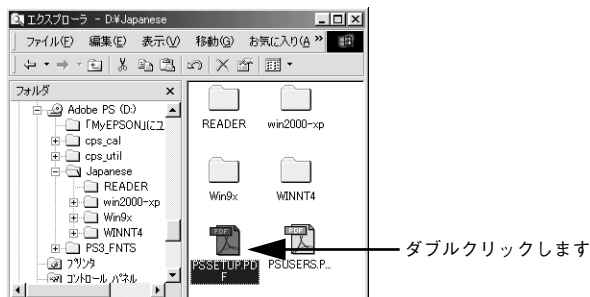 エクスプローラ - D:¥Japanese
ファイル(F) 編集(E) 表示(V) 移動(G) お気に入り(A »
フォルダ ×
Adobe PS (D:)
「MyEPSON」(にユ
cps_cal
cps_util
Japanese
READER
win2000-xp
Win9x
WINNT4
PS3_FNTS
プリンタ
コントロール パネル
READER
win2000-xp
Win9x
WINNT4
PDF
PSSETUP.PD
F
PDF
PSUSERS.P...
ダブルクリックします